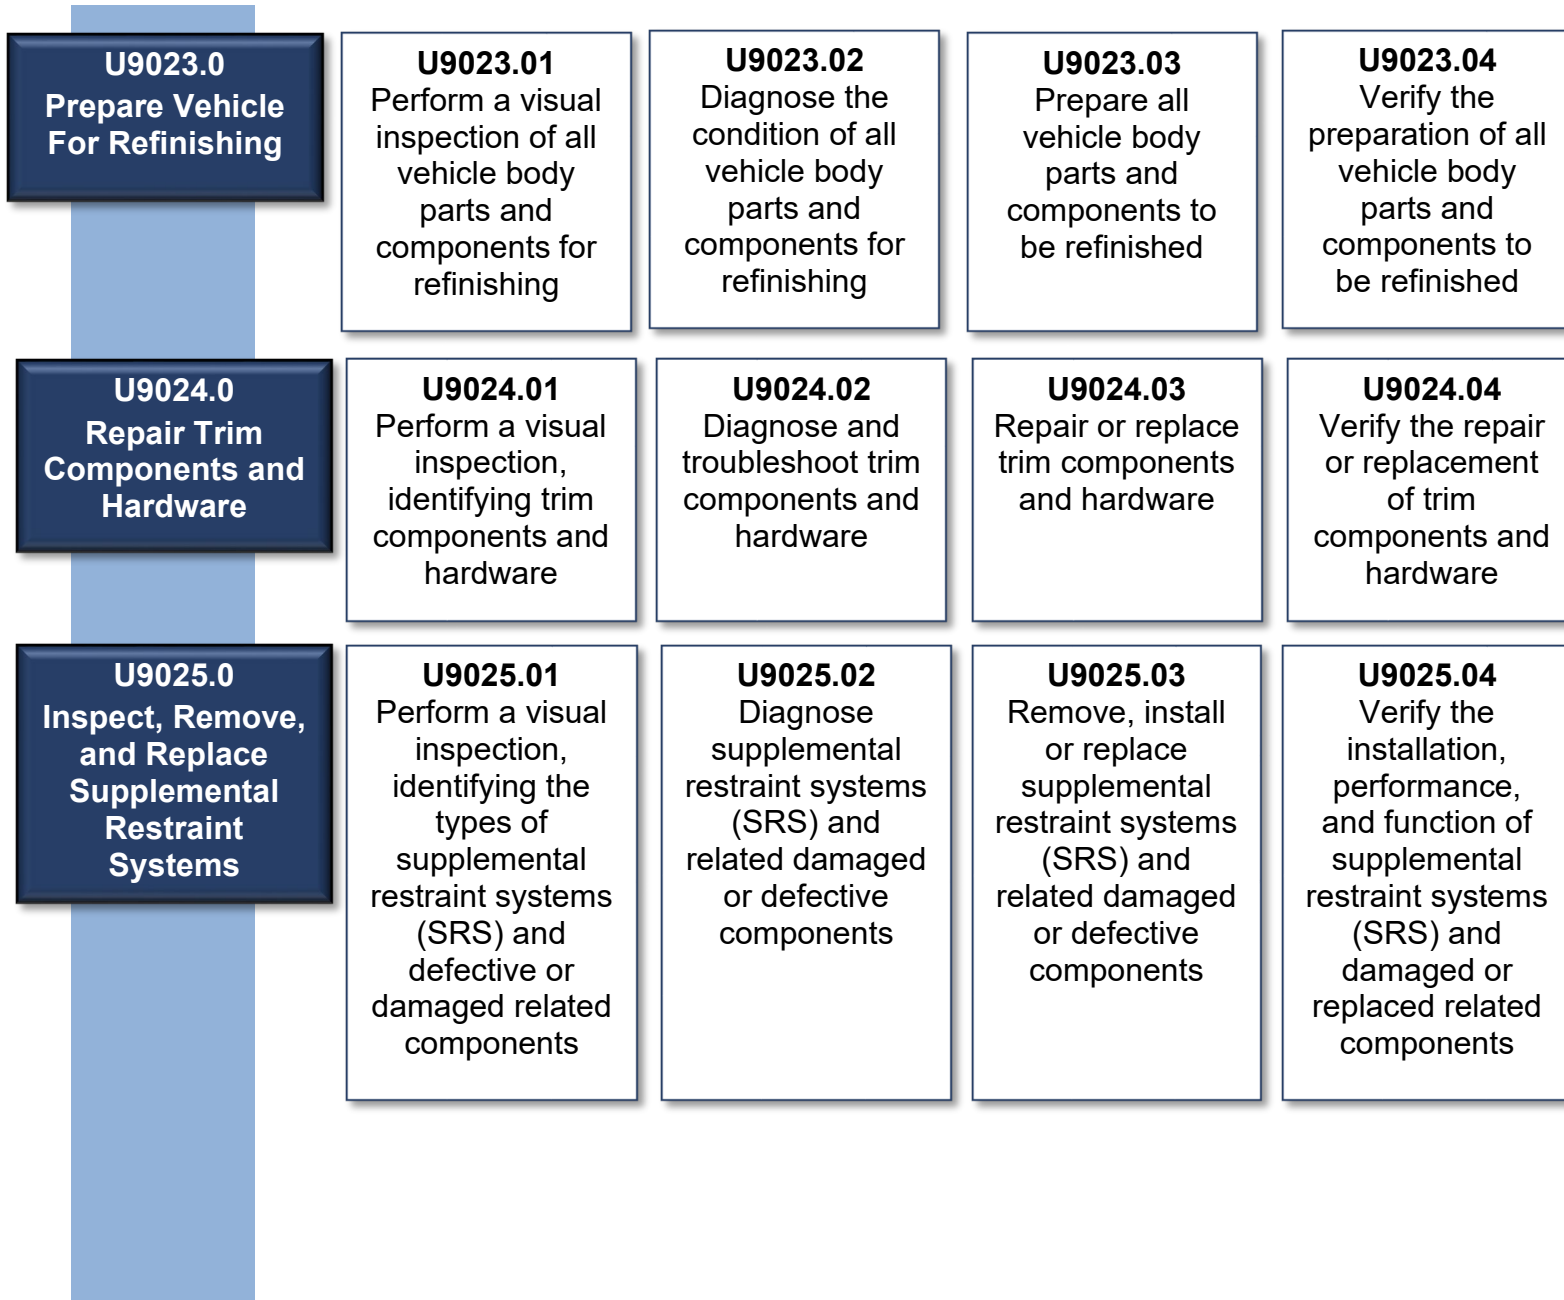 U9023.0
Prepare Vehicle
For Refinishing
U9023.01
Perform a visual
inspection of all
vehicle body
parts and
components for
refinishing
U9023.02
Diagnose the
condition of all
vehicle body
parts and
components for
refinishing
U9023.03
Prepare all
vehicle body
parts and
components to
be refinished
U9023.04
Verify the
preparation of all
vehicle body
parts and
components to
be refinished
U9024.0
Repair Trim
Components and
Hardware
U9024.01
Perform a visual
inspection,
identifying trim
components and
hardware
U9024.02
Diagnose and
troubleshoot trim
components and
hardware
U9024.03
Repair or replace
trim components
and hardware
U9024.04
Verify the repair
or replacement
of trim
components and
hardware
U9025.0
Inspect, Remove,
and Replace
Supplemental
Restraint
Systems
U9025.01
Perform a visual
inspection,
identifying the
types of
supplemental
restraint systems
(SRS) and
defective or
damaged related
components
U9025.02
Diagnose
supplemental
restraint systems
(SRS) and
related damaged
or defective
components
U9025.03
Remove, install
or replace
supplemental
restraint systems
(SRS) and
related damaged
or defective
components
U9025.04
Verify the
installation,
performance,
and function of
supplemental
restraint systems
(SRS) and
damaged or
replaced related
components